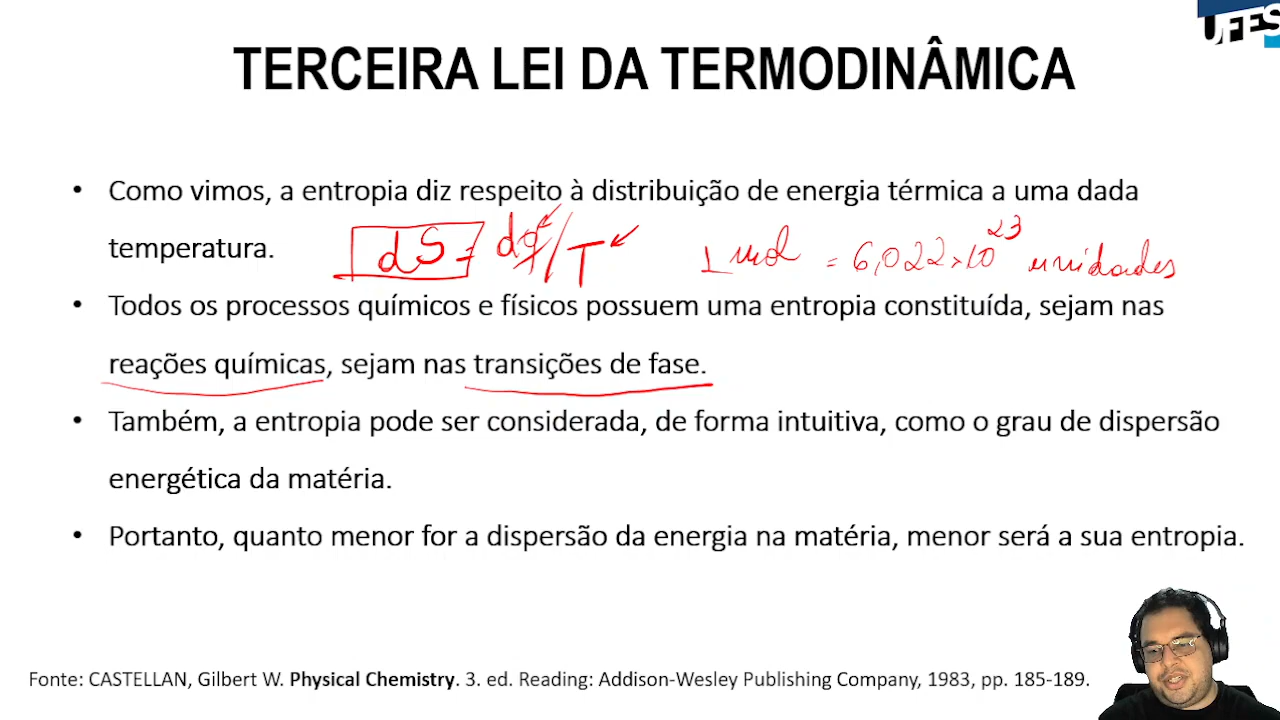 UFES
TERCEIRA LEI DA TERMODINÂMICA
• Como vimos, a entropia diz respeito à distribuição de energia térmica a uma dada
temperatura.
dS = dq/T
1 mol = 6,022 × 10²³ unidades
• Todos os processos químicos e físicos possuem uma entropia constituída, sejam nas
reações químicas, sejam nas transições de fase.
• Também, a entropia pode ser considerada, de forma intuitiva, como o grau de dispersão
energética da matéria.
• Portanto, quanto menor for a dispersão da energia na matéria, menor será a sua entropia.
Fonte: CASTELLAN, Gilbert W. Physical Chemistry. 3. ed. Reading: Addison-Wesley Publishing Company, 1983, pp. 185-189.